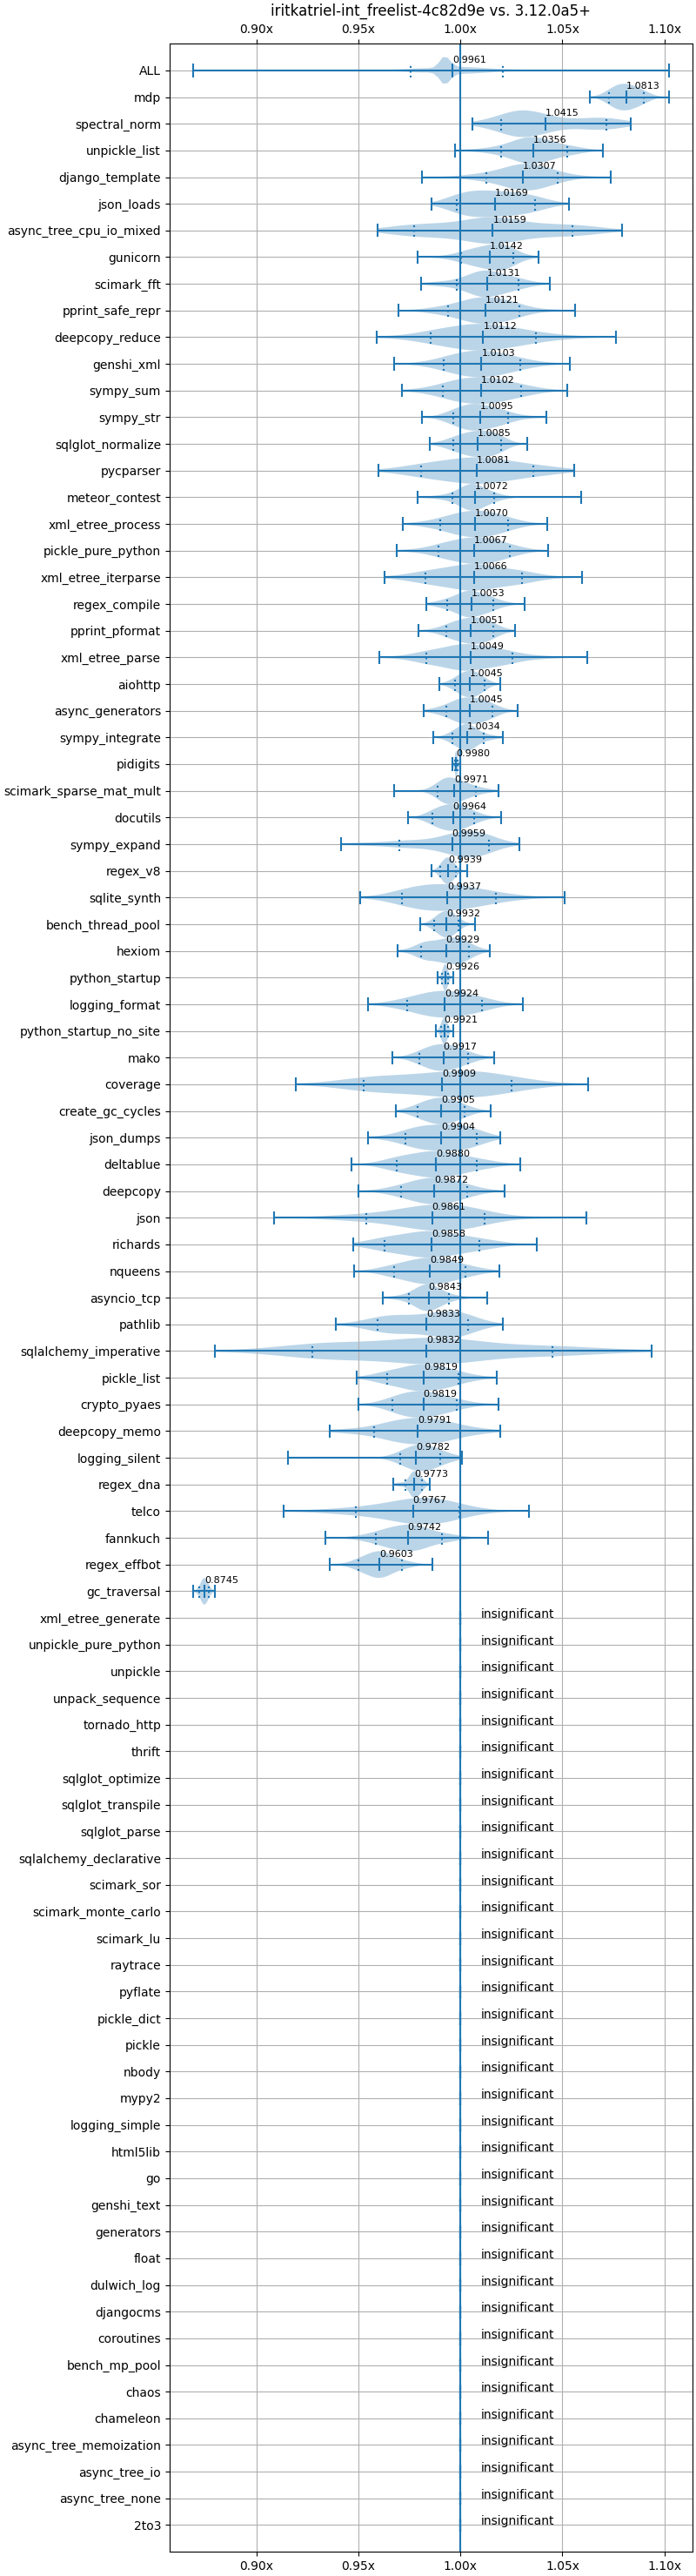 iritkatriel-int_freelist-4c82d9e vs. 3.12.0a5+
0.90x 0.95x 1.00x 1.05x 1.10x
ALL 0.9961
mdp 1.0813
spectral_norm 1.0415
unpickle_list 1.0356
django_template 1.0307
json_loads 1.0169
async_tree_cpu_io_mixed 1.0159
gunicorn 1.0142
scimark_fft 1.0131
pprint_safe_repr 1.0121
deepcopy_reduce 1.0112
genshi_xml 1.0103
sympy_sum 1.0102
sympy_str 1.0095
sqlglot_normalize 1.0085
pycparser 1.0081
meteor_contest 1.0072
xml_etree_process 1.0070
pickle_pure_python 1.0067
xml_etree_iterparse 1.0066
regex_compile 1.0053
pprint_pformat 1.0051
xml_etree_parse 1.0049
aiohttp 1.0045
async_generators 1.0045
sympy_integrate 1.0034
pidigits 0.9980
scimark_sparse_mat_mult 0.9971
docutils 0.9964
sympy_expand 0.9959
regex_v8 0.9939
sqlite_synth 0.9937
bench_thread_pool 0.9932
hexiom 0.9929
python_startup 0.9926
logging_format 0.9924
python_startup_no_site 0.9921
mako 0.9917
coverage 0.9909
create_gc_cycles 0.9905
json_dumps 0.9904
deltablue 0.9880
deepcopy 0.9872
json 0.9861
richards 0.9858
nqueens 0.9849
asyncio_tcp 0.9843
pathlib 0.9833
sqlalchemy_imperative 0.9832
pickle_list 0.9819
crypto_pyaes 0.9819
deepcopy_memo 0.9791
logging_silent 0.9782
regex_dna 0.9773
telco 0.9767
fannkuch 0.9742
regex_effbot 0.9603
gc_traversal 0.8745
xml_etree_generate insignificant
unpickle_pure_python insignificant
unpickle insignificant
unpack_sequence insignificant
tornado_http insignificant
thrift insignificant
sqlglot_optimize insignificant
sqlglot_transpile insignificant
sqlglot_parse insignificant
sqlalchemy_declarative insignificant
scimark_sor insignificant
scimark_monte_carlo insignificant
scimark_lu insignificant
raytrace insignificant
pyflate insignificant
pickle_dict insignificant
pickle insignificant
nbody insignificant
mypy2 insignificant
logging_simple insignificant
html5lib insignificant
go insignificant
genshi_text insignificant
generators insignificant
float insignificant
dulwich_log insignificant
djangocms insignificant
coroutines insignificant
bench_mp_pool insignificant
chaos insignificant
chameleon insignificant
async_tree_memoization insignificant
async_tree_io insignificant
async_tree_none insignificant
2to3 insignificant
0.90x 0.95x 1.00x 1.05x 1.10x